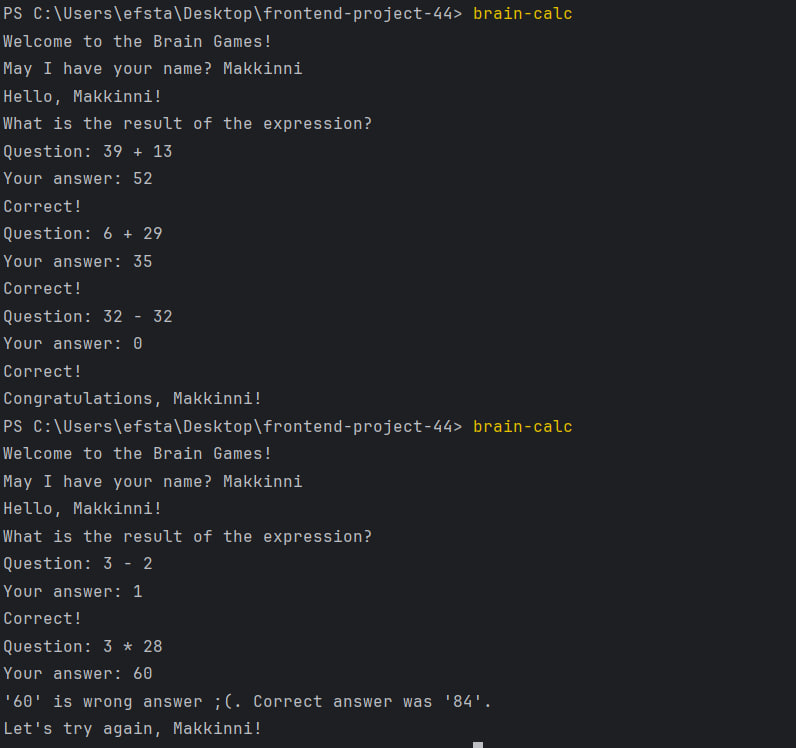 PS C:\Users\efsta\Desktop\frontend-project-44> brain-calc
Welcome to the Brain Games!
May I have your name? Makkinni
Hello, Makkinni!
What is the result of the expression?
Question: 39 + 13
Your answer: 52
Correct!
Question: 6 + 29
Your answer: 35
Correct!
Question: 32 - 32
Your answer: 0
Correct!
Congratulations, Makkinni!
PS C:\Users\efsta\Desktop\frontend-project-44> brain-calc
Welcome to the Brain Games!
May I have your name? Makkinni
Hello, Makkinni!
What is the result of the expression?
Question: 3 - 2
Your answer: 1
Correct!
Question: 3 * 28
Your answer: 60
'60' is wrong answer ;(. Correct answer was '84'.
Let's try again, Makkinni!